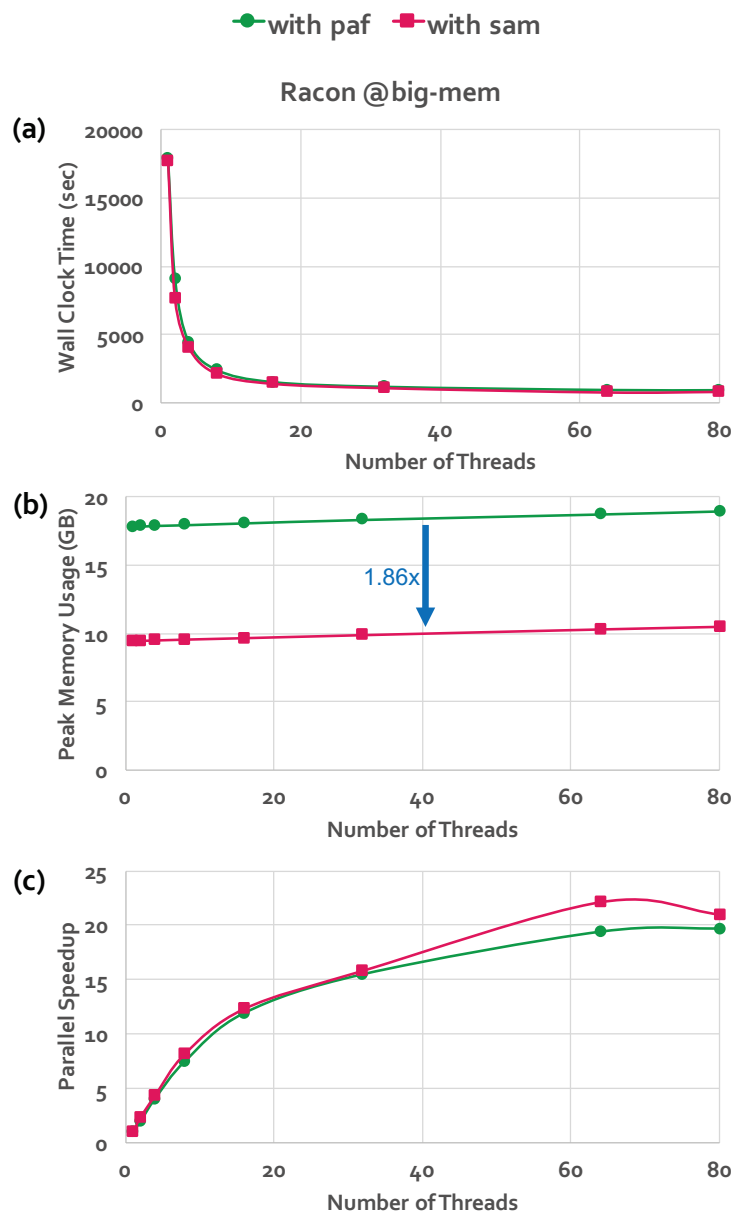 with paf with sam
Racon @big-mem
(a)
20000
15000
10000
5000
0
Wall Clock Time (sec)
0 20 40 60 80
Number of Threads
(b)
20
15
10
5
0
Peak Memory Usage (GB)
1.86x
0 20 40 60 80
Number of Threads
(c)
25
20
15
10
5
0
Parallel Speedup
0 20 40 60 80
Number of Threads